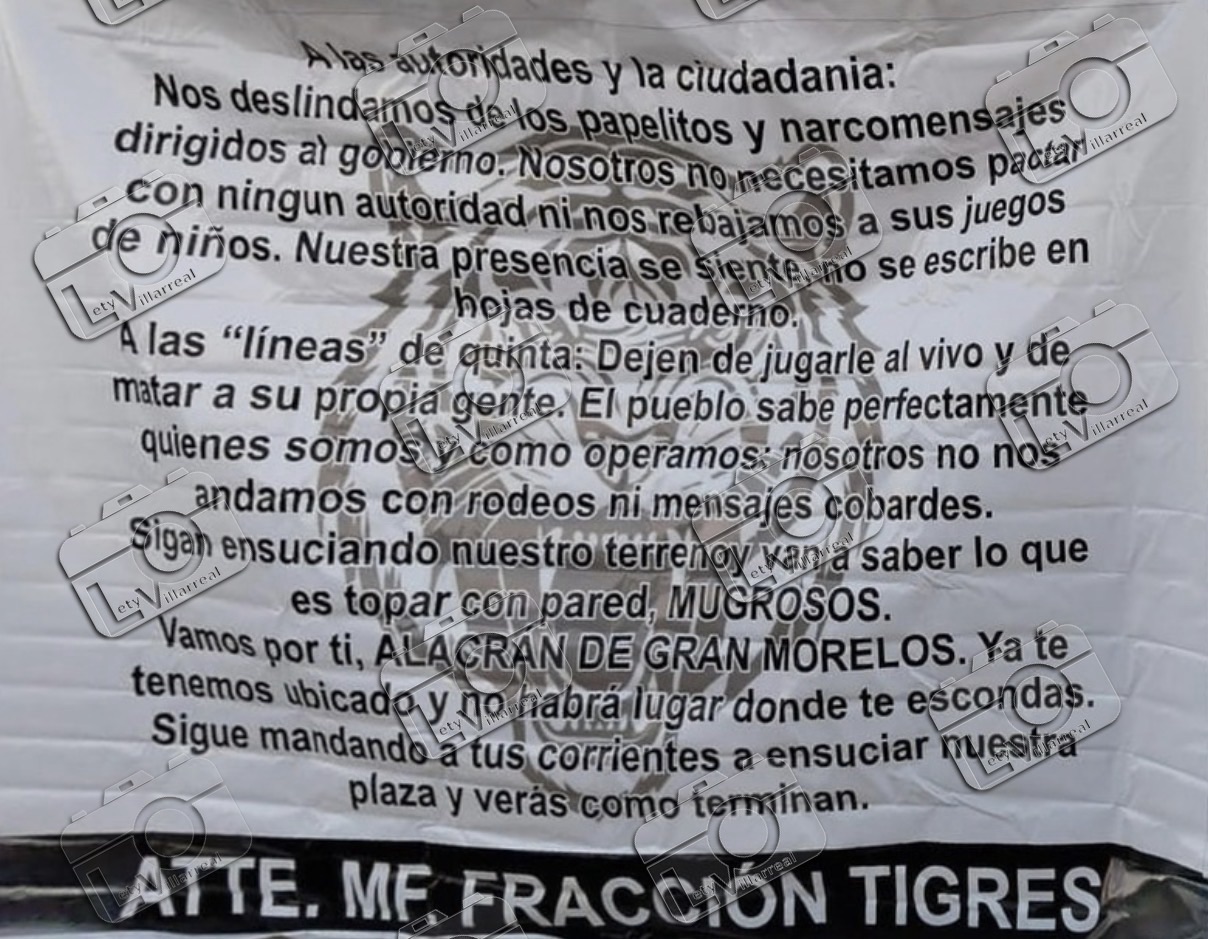 A las autoridades y la ciudadania:
Nos deslindamos de los papelitos y narcomensajes
dirigidos al gobierno. Nosotros no necesitamos pactar
con ningun autoridad ni nos rebajamos a sus juegos
de niños. Nuestra presencia se siente, no se escribe en
hojas de cuaderno.
A las “líneas” de quinta: Dejen de jugarle al vivo y de
matar a su propia gente. El pueblo sabe perfectamente
quienes somos y como operamos; nosotros no nos
andamos con rodeos ni mensajes cobardes.
Sigan ensuciando nuestro terreno y van a saber lo que
es topar con pared, MUGROSOS.
Vamos por ti, ALACRAN DE GRAN MORELOS. Ya te
tenemos ubicado y no habrá lugar donde te escondas.
Sigue mandando a tus corrientes a ensuciar nuestra
plaza y verás como terminan.
ATTE. MF. FRACCIÓN TIGRES
Lety Villarreal